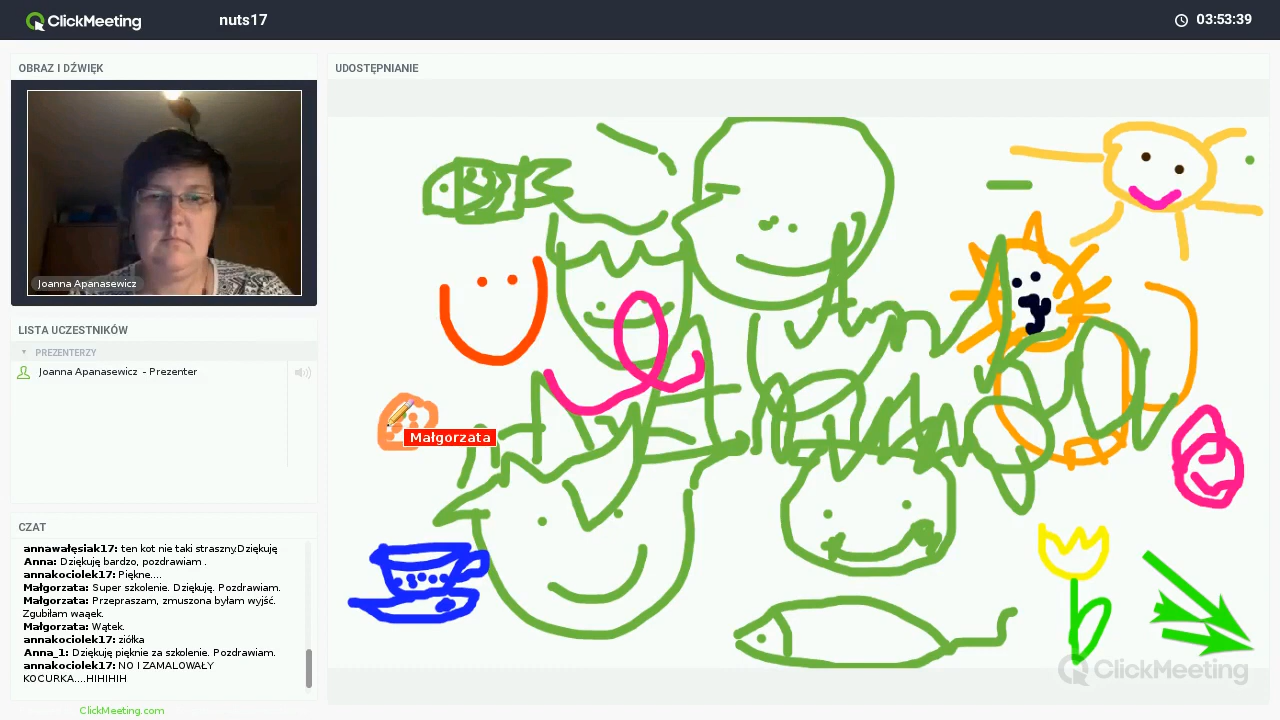 ClickMeeting
nuts17
03:53:39
OBRAZ I DŹWIĘK
Joanna Apanasewicz
LISTA UCZESTNIKÓW
PREZENTERZY
Joanna Apanasewicz - Prezenter
CZAT
annawałęsiak17: ten kot nie taki straszny.Dziękuję
Anna: Dziękuję bardzo, pozdrawiam .
annakociolek17: Piękne....
Małgorzata: Super szkolenie. Dziękuję. Pozdrawiam.
Małgorzata: Przepraszam, zmuszona byłam wyjść.
Zgubiłam waąek.
Małgorzata: Wątek.
annakociolek17: ziółka
Anna_1: Dziękuję pięknie za szkolenie. Pozdrawiam.
annakociolek17: NO I ZAMALOWAŁY
KOCURKA....HIHIHIH
ClickMeeting.com
UDOSTĘPNIANIE
Małgorzata
ClickMeeting